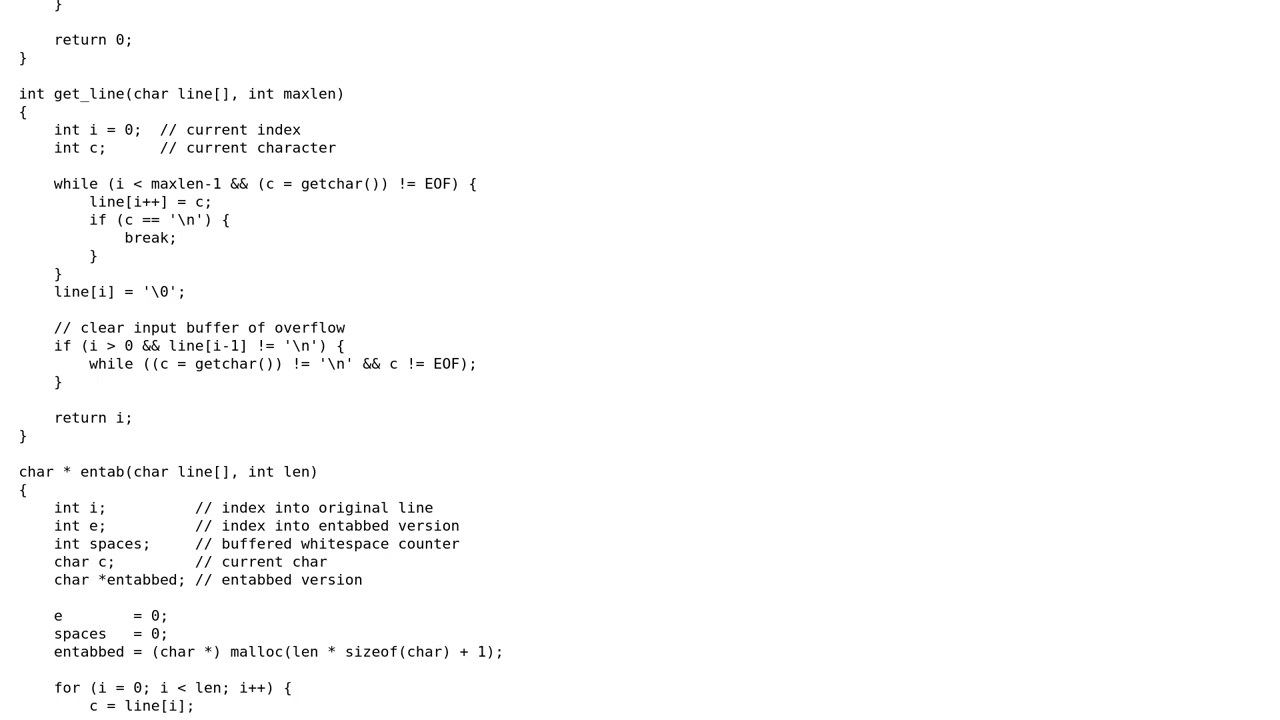 }

    return 0;
}

int get_line(char line[], int maxlen)
{
    int i = 0;  // current index
    int c;      // current character

    while (i < maxlen-1 && (c = getchar()) != EOF) {
        line[i++] = c;
        if (c == '\n') {
            break;
        }
    }
    line[i] = '\0';

    // clear input buffer of overflow
    if (i > 0 && line[i-1] != '\n') {
        while ((c = getchar()) != '\n' && c != EOF);
    }

    return i;
}

char * entab(char line[], int len)
{
    int i;          // index into original line
    int e;          // index into entabbed version
    int spaces;     // buffered whitespace counter
    char c;         // current char
    char *entabbed; // entabbed version

    e        = 0;
    spaces   = 0;
    entabbed = (char *) malloc(len * sizeof(char) + 1);

    for (i = 0; i < len; i++) {
        c = line[i];